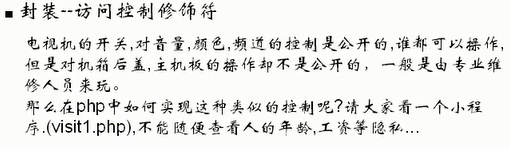 封装--访问控制修饰符
电视机的开关,对音量,颜色,频道的控制是公开的,谁都可以操作,
但是对机箱后盖,主机板的操作却不是公开的，一般是由专业维
修人员来玩。
那么在php中如何实现这种类似的控制呢?请大家看一个小程
序.(visit1.php),不能随便查看人的年龄,工资等隐私...